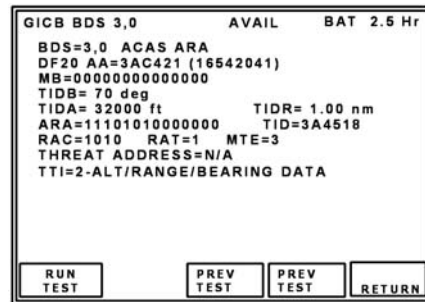 GICB BDS 3,0 AVAIL BAT 2.5 Hr
BDS=3,0 ACAS ARA
DF20 AA=3AC421 (16542041)
MB=00000000000000
TIDB= 70 deg
TIDA= 32000 ft TIDR= 1.00 nm
ARA=11101010000000 TID=3A4518
RAC=1010 RAT=1 MTE=3
THREAT ADDRESS=N/A
TTI=2-ALT/RANGE/BEARING DATA
RUN TEST PREV TEST PREV TEST RETURN